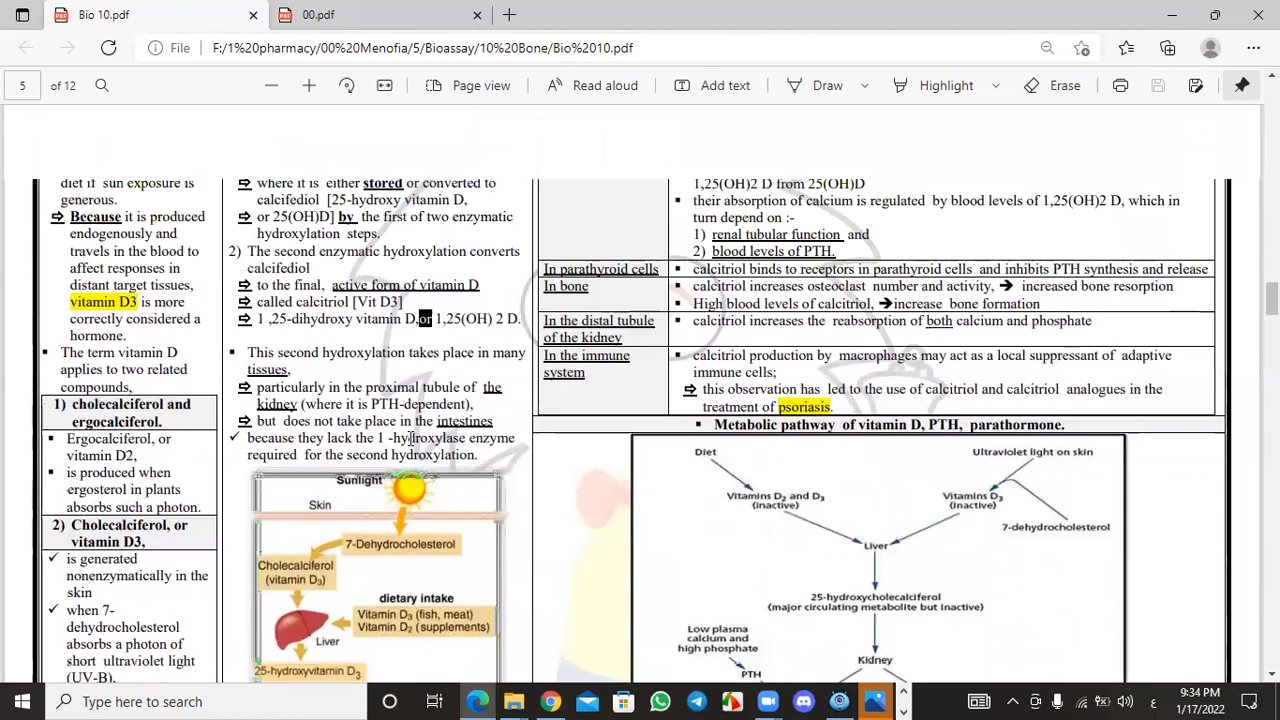 Bio 10.pdf
00.pdf
File
F:/1%20pharmacy/00%20Menofia/5/Bioassay/10%20Bone/Bio%2010.pdf
5 of 12
Page view
Read aloud
Add text
Draw
Highlight
Erase
diet if sun exposure is
generous.
Because it is produced
endogenously and
travels in the blood to
affect responses in
distant target tissues,
vitamin D3 is more
correctly considered a
hormone.
The term vitamin D
applies to two related
compounds,
1) cholecalciferol and
ergocalciferol.
Ergocalciferol, or
vitamin D2,
is produced when
ergosterol in plants
absorbs such a photon.
2) Cholecalciferol, or
vitamin D3,
is generated
nonenzymatically in the
skin
when 7-
dehydrocholesterol
absorbs a photon of
short ultraviolet light
(UV-B).
where it is either stored or converted to
calcifediol [25-hydroxy vitamin D,
or 25(OH)D] by the first of two enzymatic
hydroxylation steps.
2) The second enzymatic hydroxylation converts
calcifediol
to the final, active form of vitamin D
called calcitriol [Vit D3]
1 ,25-dihydroxy vitamin D,or 1,25(OH) 2 D.
This second hydroxylation takes place in many
tissues,
particularly in the proximal tubule of the
kidney (where it is PTH-dependent),
but does not take place in the intestines
because they lack the 1 -hydroxylase enzyme
required for the second hydroxylation.
Sunlight
Skin
7-Dehydrocholesterol
Cholecalciferol
(vitamin D3)
dietary intake
Vitamin D3 (fish, meat)
Vitamin D2 (supplements)
Liver
25-hydroxyvitamin D3
1,25(OH)2 D from 25(OH)D
their absorption of calcium is regulated by blood levels of 1,25(OH)2 D, which in
turn depend on :-
1) renal tubular function and
2) blood levels of PTH.
In parathyroid cells
calcitriol binds to receptors in parathyroid cells and inhibits PTH synthesis and release
In bone
calcitriol increases osteoclast number and activity, → increased bone resorption
High blood levels of calcitriol, →increase bone formation
In the distal tubule
of the kidney
calcitriol increases the reabsorption of both calcium and phosphate
In the immune
system
calcitriol production by macrophages may act as a local suppressant of adaptive
immune cells;
this observation has led to the use of calcitriol and calcitriol analogues in the
treatment of psoriasis.
Metabolic pathway of vitamin D, PTH, parathormone.
Diet
Ultraviolet light on skin
Vitamins D2 and D3
(inactive)
Vitamins D3
(inactive)
7-dehydrocholesterol
Liver
25-hydroxycholecalciferol
(major circulating metabolite but inactive)
Low plasma
calcium and
high phosphate
PTH
Kidney
Type here to search
ع
9:34 PM
1/17/2022